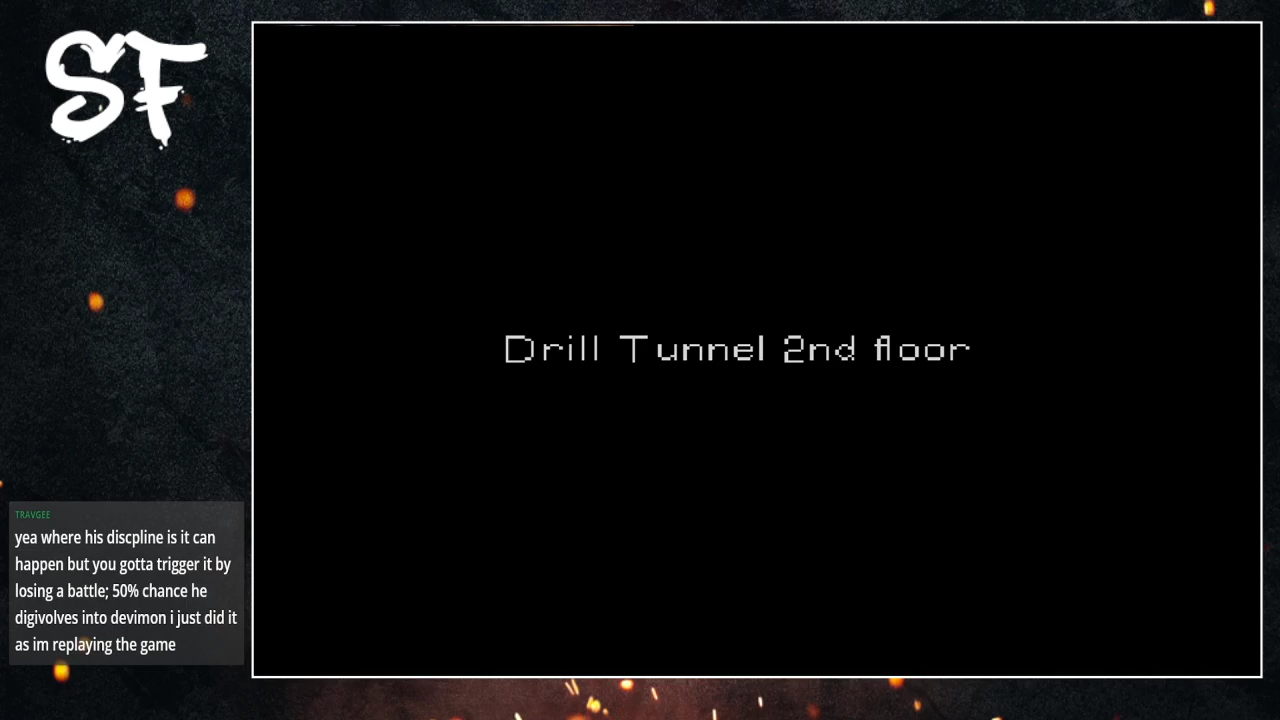 SF
Drill Tunnel 2nd floor
TRAVGEE
yea where his discpline is it can
happen but you gotta trigger it by
losing a battle; 50% chance he
digivolves into devimon i just did it
as im replaying the game